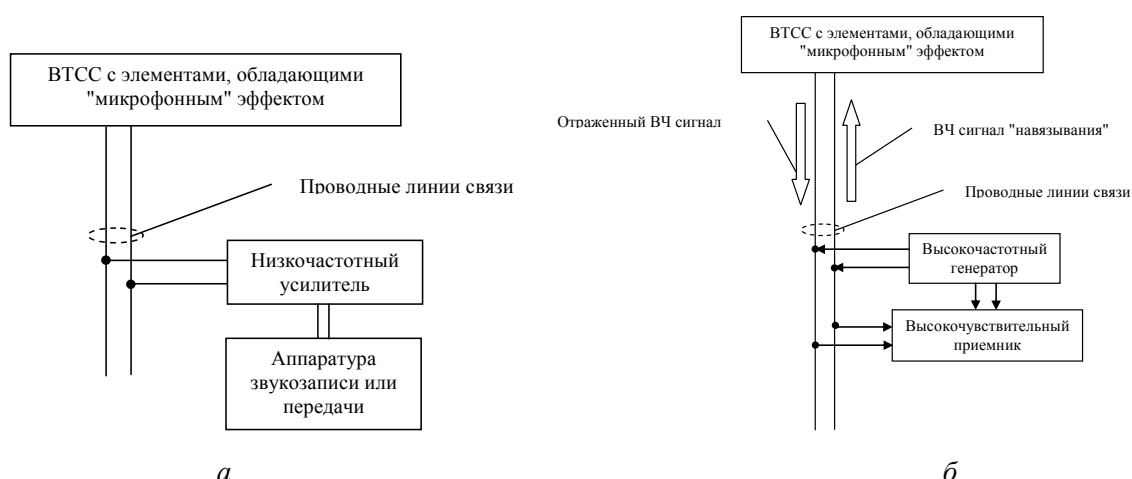 ВТСС с элементами, обладающими
"микрофонным" эффектом
Проводные линии связи
Низкочастотный
усилитель
Аппаратура
звукозаписи или
передачи
а
ВТСС с элементами, обладающими
"микрофонным" эффектом
Отраженный ВЧ сигнал
ВЧ сигнал "навязывания"
Проводные линии связи
Высокочастотный
генератор
Высокочувствительный
приемник
б